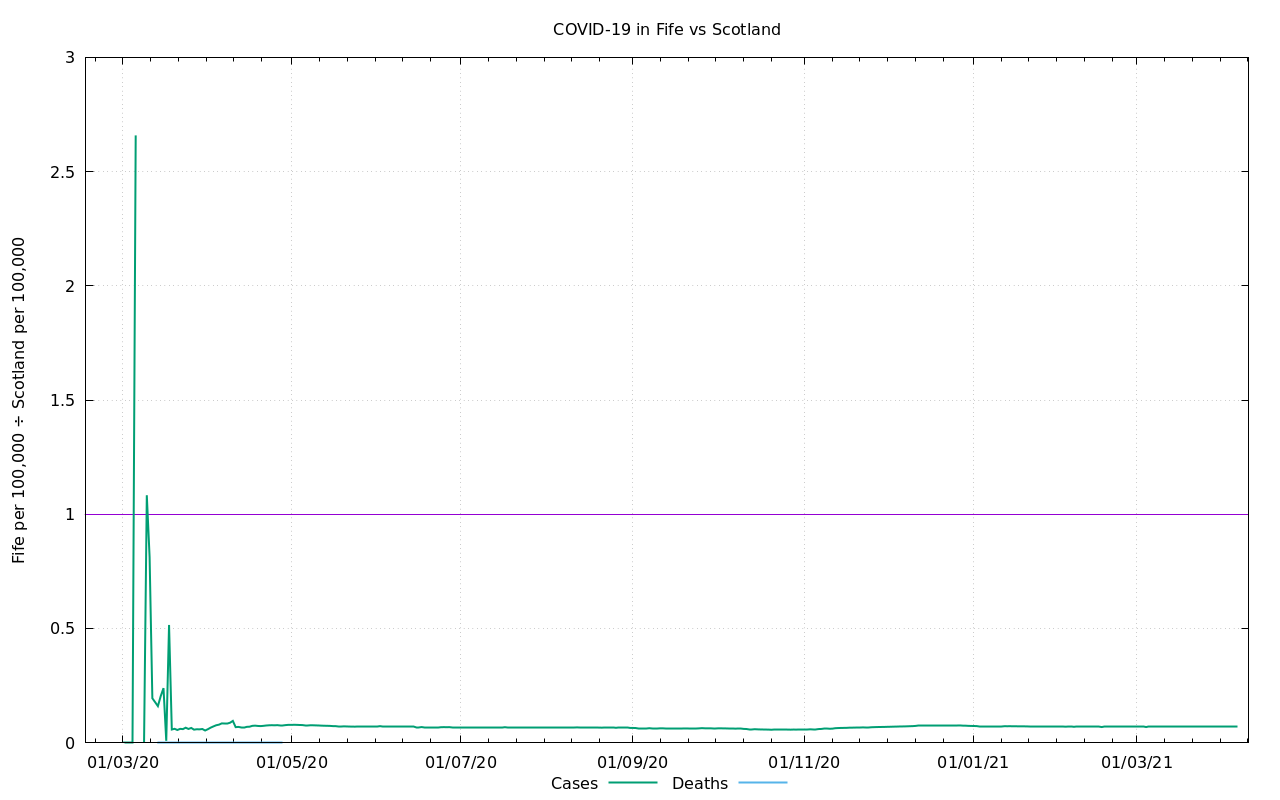 COVID-19 in Fife vs Scotland
Fife per 100,000 ÷ Scotland per 100,000
3
2.5
2
1.5
1
0.5
0
01/03/20 01/05/20 01/07/20 01/09/20 01/11/20 01/01/21 01/03/21
Cases Deaths